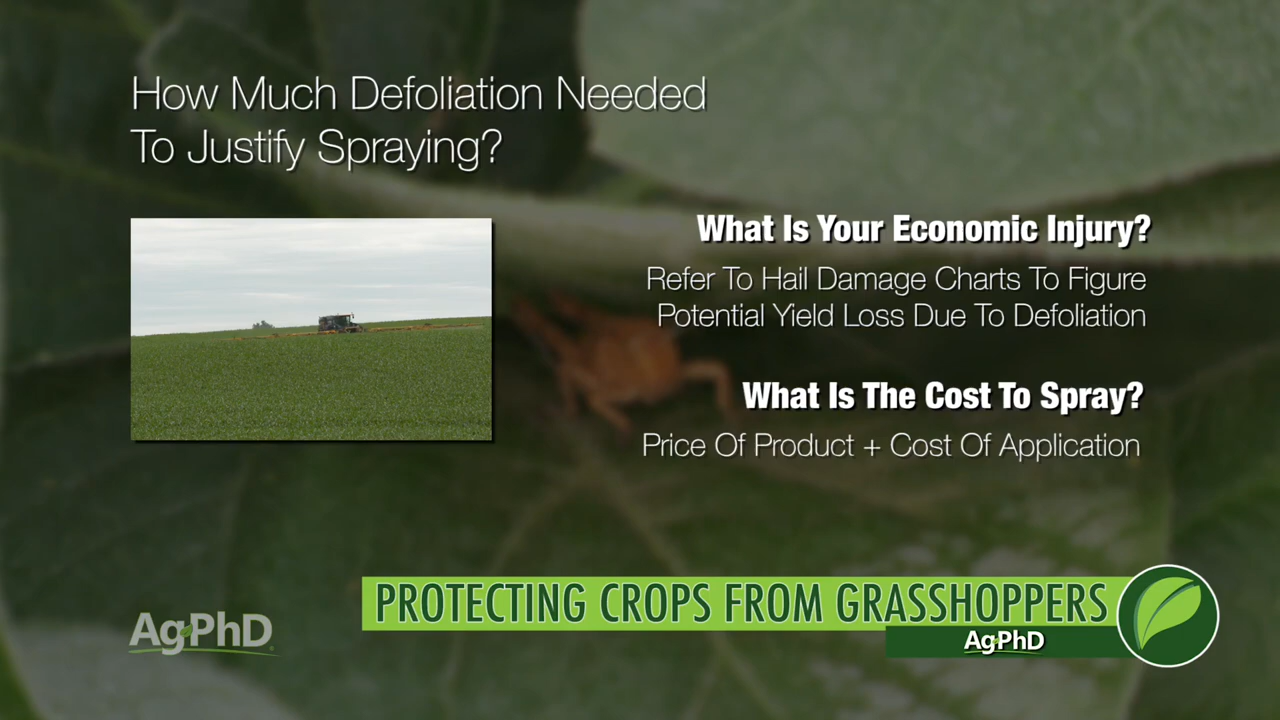 How Much Defoliation Needed
To Justify Spraying?
What Is Your Economic Injury?
Refer To Hail Damage Charts To Figure
Potential Yield Loss Due To Defoliation
What Is The Cost To Spray?
Price Of Product + Cost Of Application
PROTECTING CROPS FROM GRASSHOPPERS
AgPhD
AgPhD